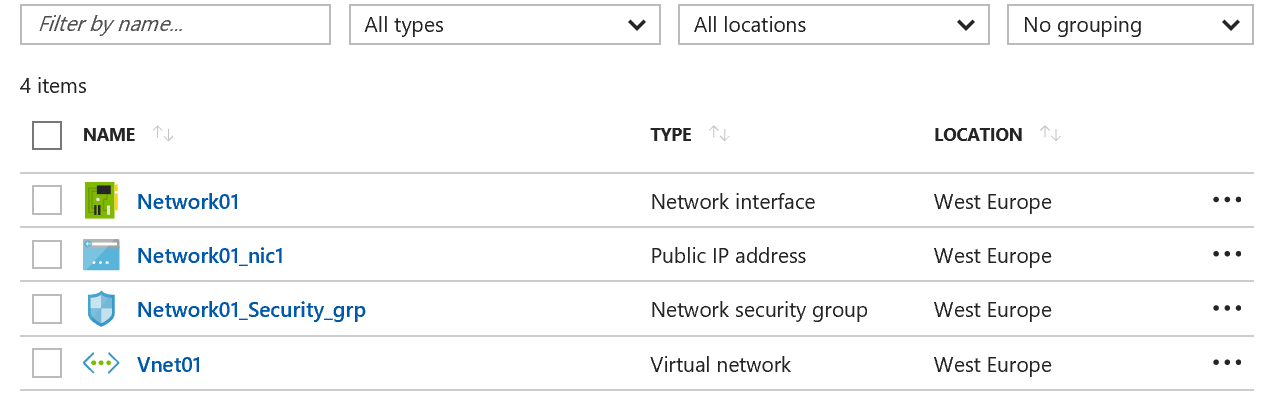 Filter by name... All types All locations No grouping
4 items
NAME TYPE LOCATION
Network01 Network interface West Europe
Network01_nic1 Public IP address West Europe
Network01_Security_grp Network security group West Europe
Vnet01 Virtual network West Europe